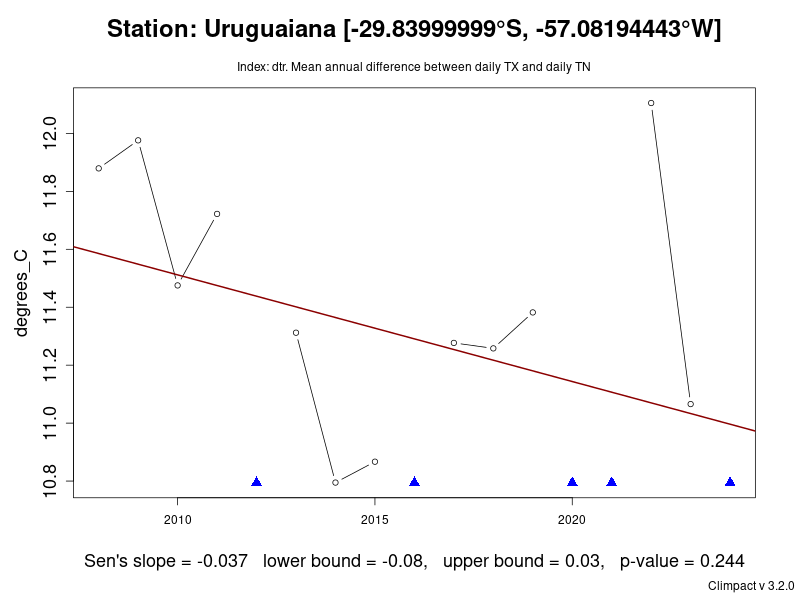 Station: Uruguaiana [-29.83999999°S, -57.08194443°W]
Index: dtr. Mean annual difference between daily TX and daily TN
degrees_C
12.0
11.8
11.6
11.4
11.2
11.0
10.8
2010 2015 2020
Sen's slope = -0.037 lower bound = -0.08, upper bound = 0.03, p-value = 0.244
Climpact v 3.2.0